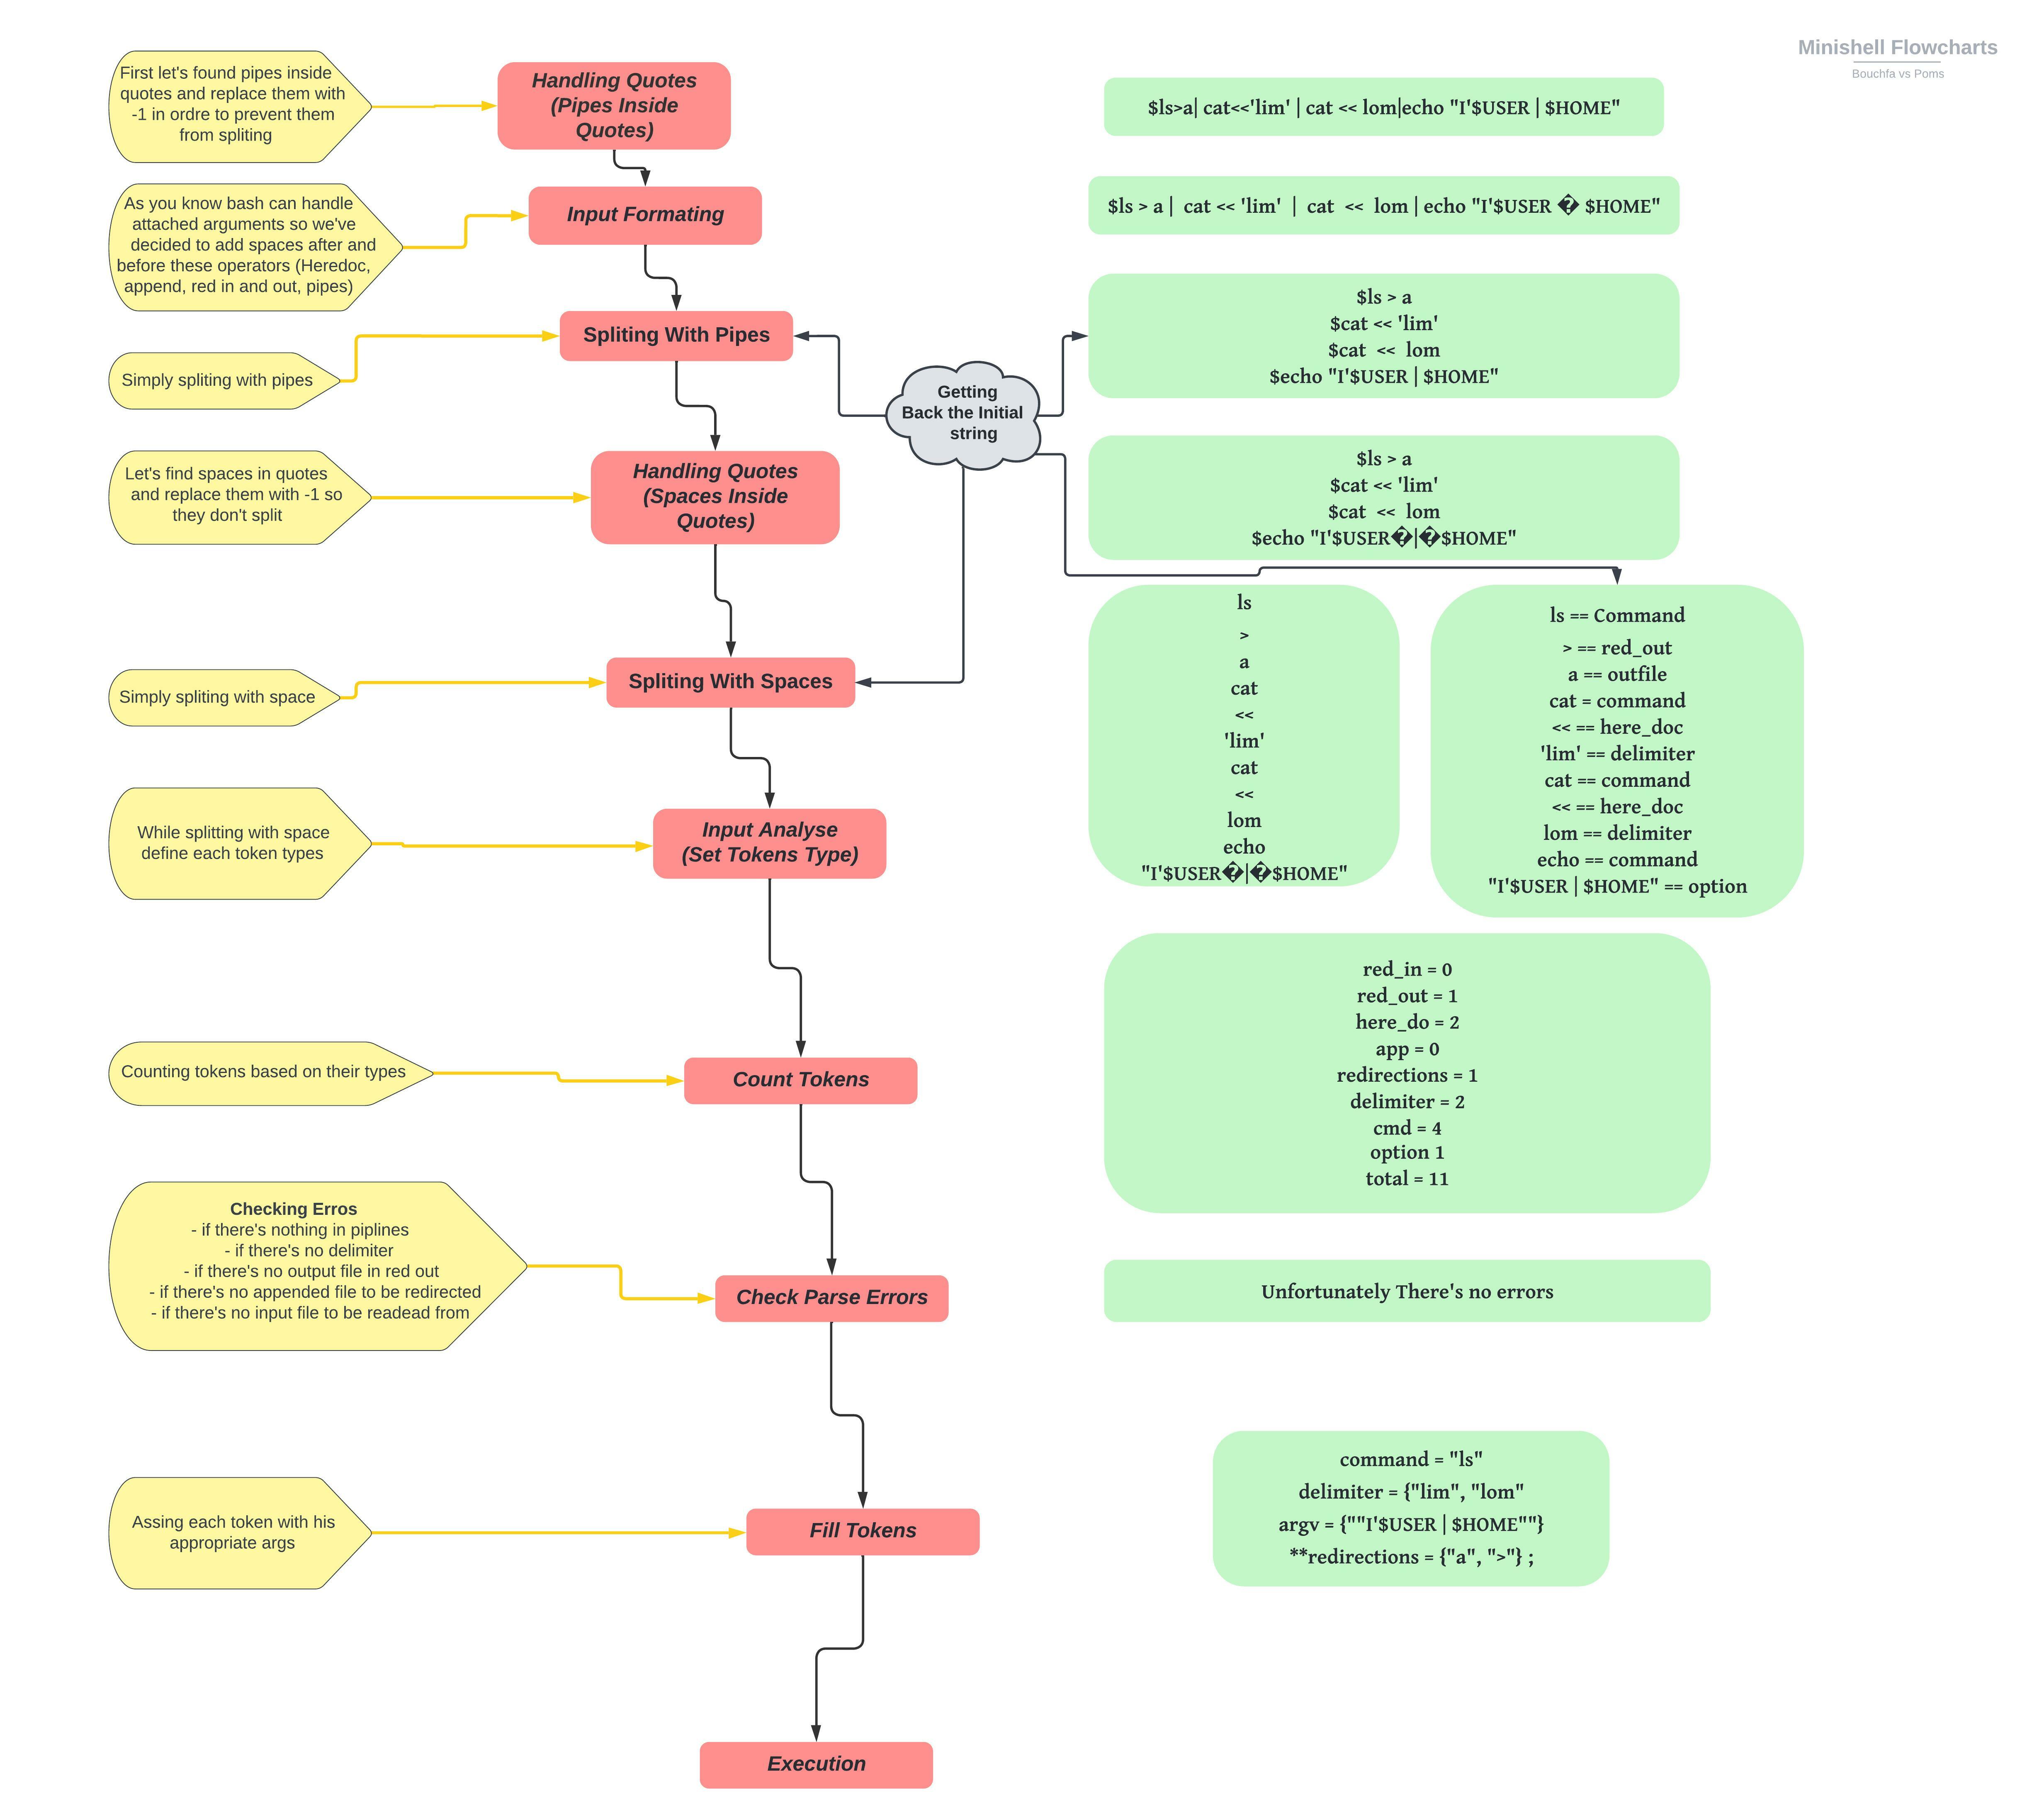 Minishell Flowcharts
Bouchfa vs Poms
First let's found pipes inside
quotes and replace them with
-1 in ordre to prevent them
from spliting
Handling Quotes
(Pipes Inside
Quotes)
$ls>a| cat<<'lim' | cat << lom|echo "I'$USER | $HOME"
As you know bash can handle
attached arguments so we've
decided to add spaces after and
before these operators (Heredoc,
append, red in and out, pipes)
Input Formating
$ls > a |  cat << 'lim'  |  cat  <<  lom | echo "I'$USER � $HOME"
Simply spliting with pipes
Spliting With Pipes
Getting
Back the Initial
string
$ls > a
$cat << 'lim'
$cat  <<  lom
$echo "I'$USER | $HOME"
Let's find spaces in quotes
and replace them with -1 so
they don't split
Handling Quotes
(Spaces Inside
Quotes)
$ls > a
$cat << 'lim'
$cat  <<  lom
$echo "I'$USER�|�$HOME"
Simply spliting with space
Spliting With Spaces
ls
>
a
cat
<<
'lim'
cat
<<
lom
echo
"I'$USER�|�$HOME"
ls == Command
> == red_out
a == outfile
cat = command
<< == here_doc
'lim' == delimiter
cat == command
<< == here_doc
lom == delimiter
echo == command
"I'$USER | $HOME" == option
While splitting with space
define each token types
Input Analyse
(Set Tokens Type)
Counting tokens based on their types
Count Tokens
red_in = 0
red_out = 1
here_do = 2
app = 0
redirections = 1
delimiter = 2
cmd = 4
option 1
total = 11
Checking Erros
- if there's nothing in piplines
- if there's no delimiter
- if there's no output file in red out
- if there's no appended file to be redirected
- if there's no input file to be readead from
Check Parse Errors
Unfortunately There's no errors
Assing each token with his
appropriate args
Fill Tokens
command = "ls"
delimiter = {"lim", "lom"
argv = {""I'$USER | $HOME""}
**redirections = {"a", ">"} ;
Execution